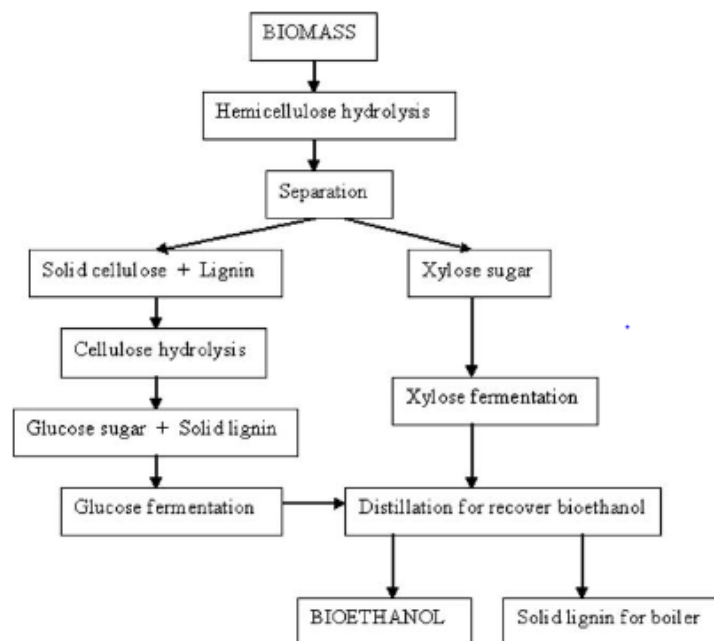 BIOMASS
Hemicellulose hydrolysis
Separation
Solid cellulose + Lignin
Xylose sugar
Cellulose hydrolysis
Xylose fermentation
Glucose sugar + Solid lignin
Glucose fermentation
Distillation for recover bioethanol
BIOETHANOL
Solid lignin for boiler